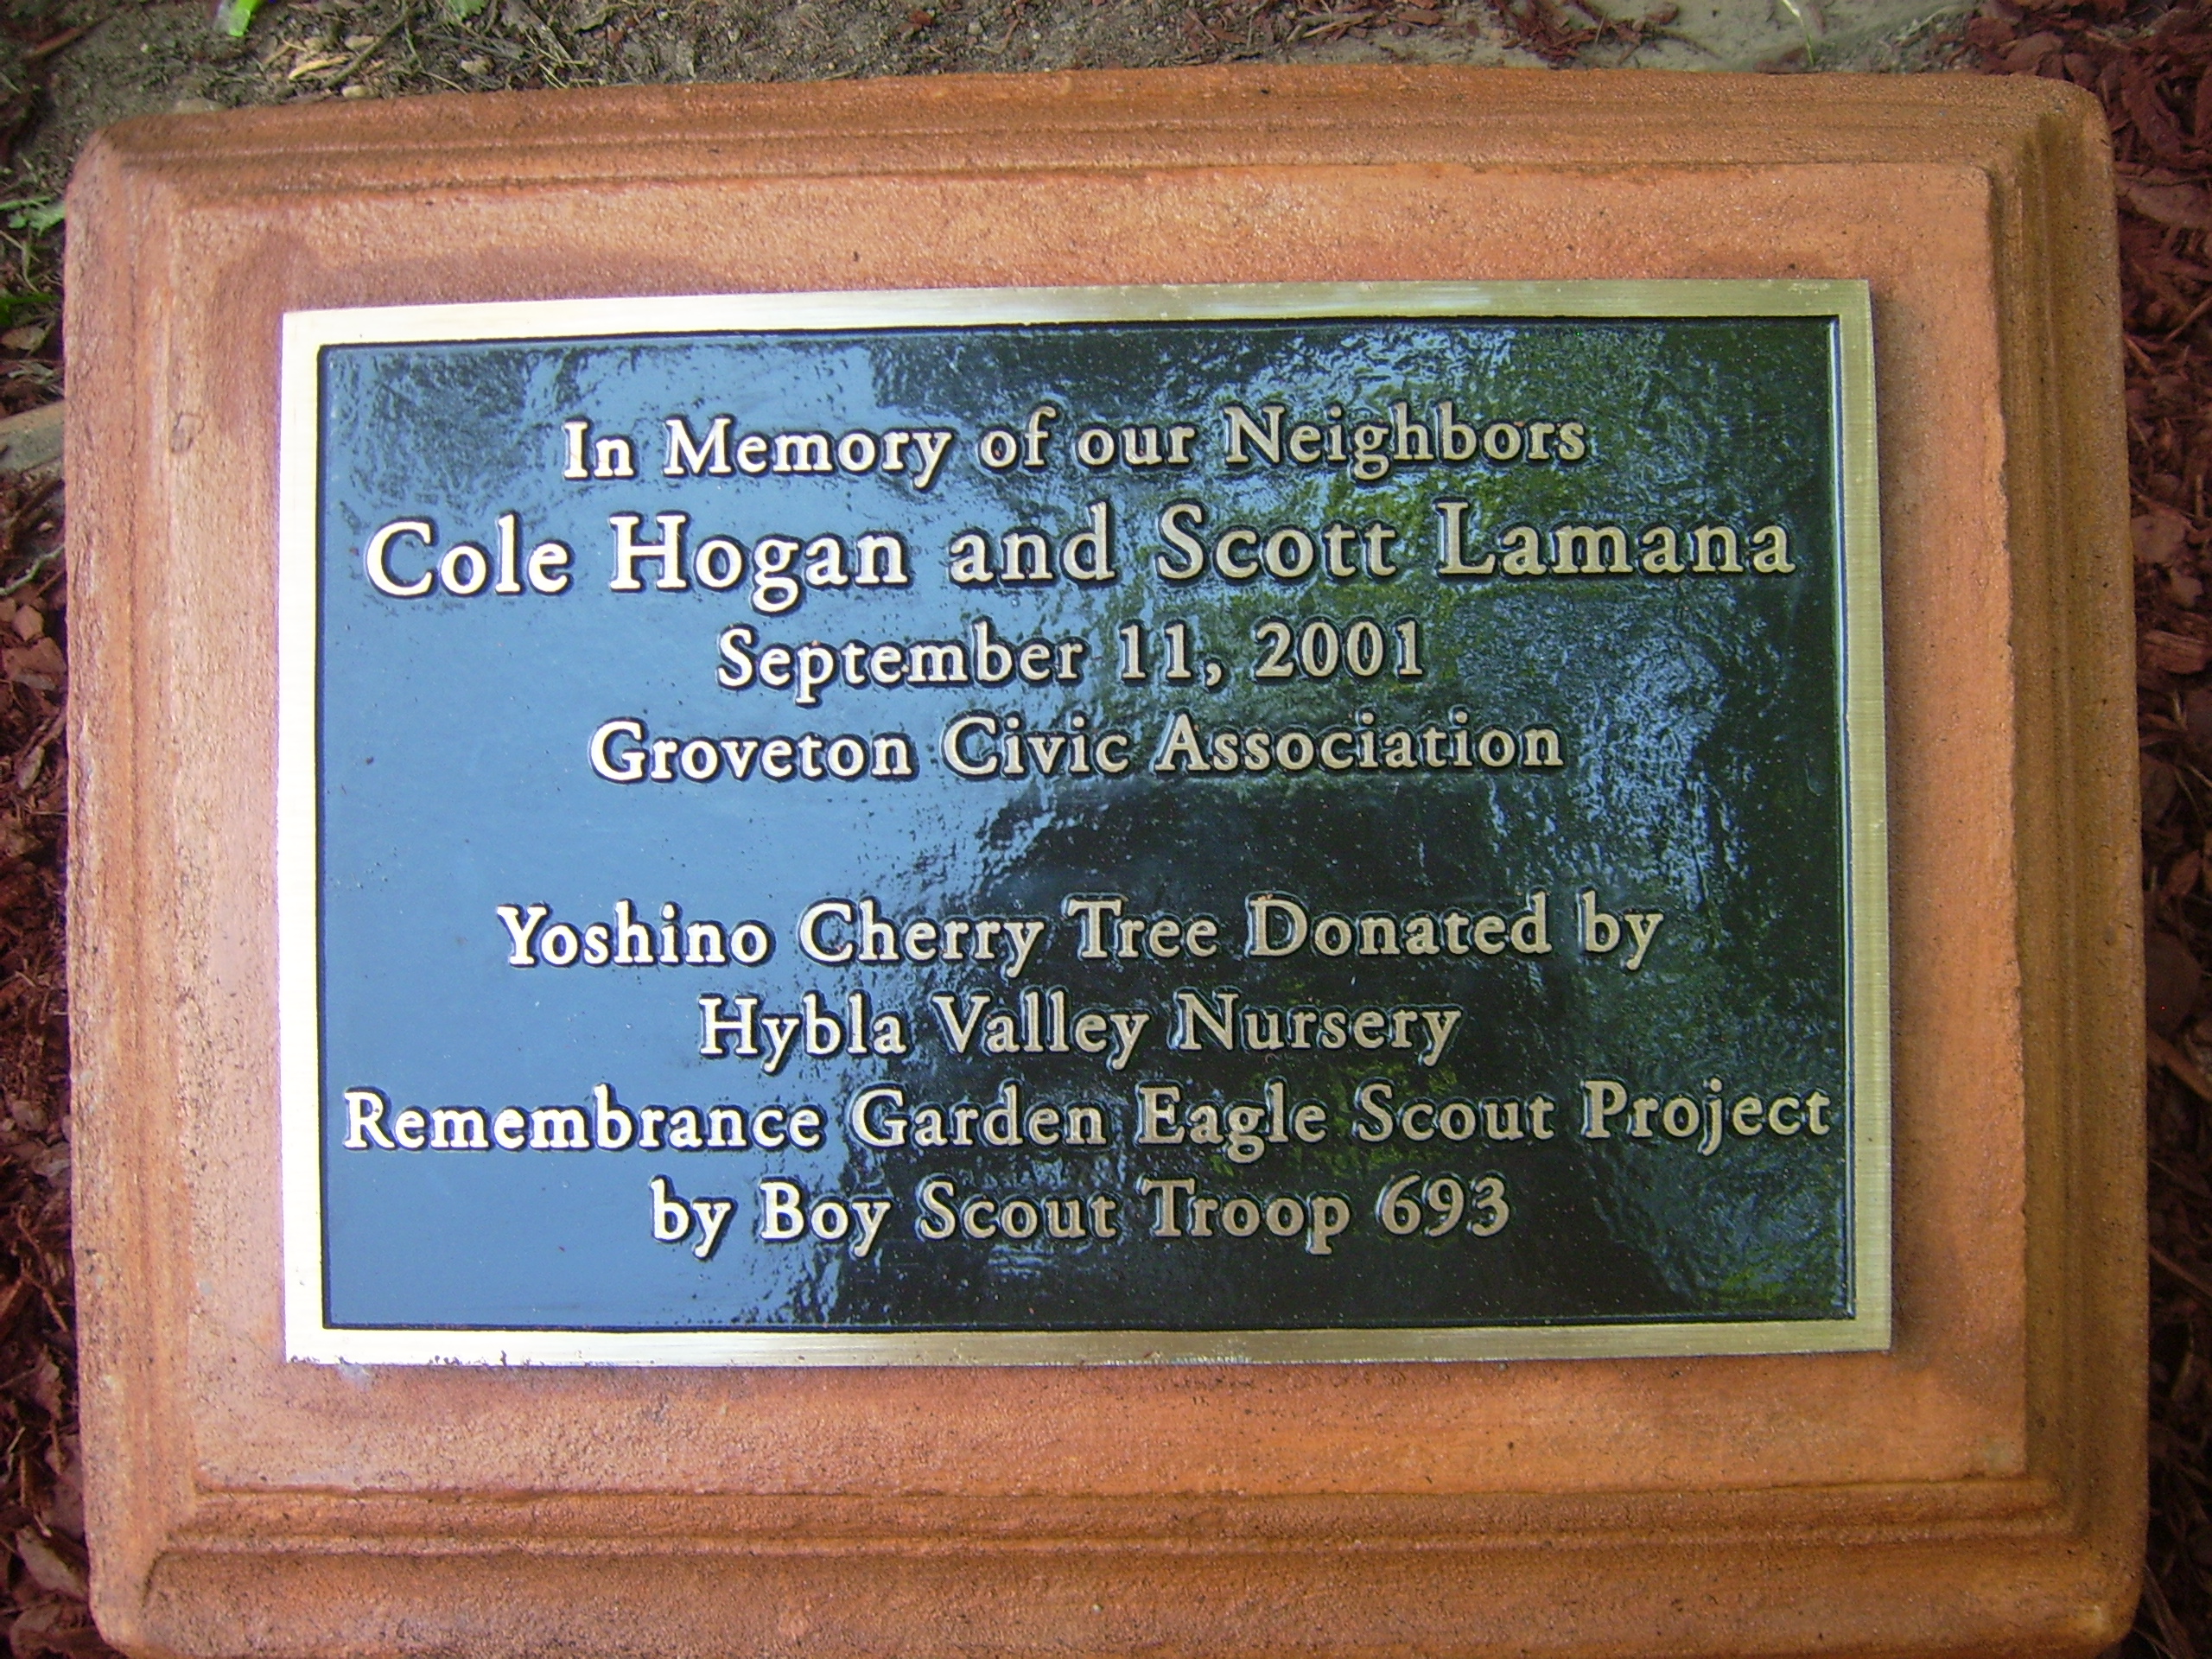 In Memory of our Neighbors
Cole Hogan and Scott Lamana
September 11, 2001
Groveton Civic Association
Yoshino Cherry Tree Donated by
Hybla Valley Nursery
Remembrance Garden Eagle Scout Project
by Boy Scout Troop 693